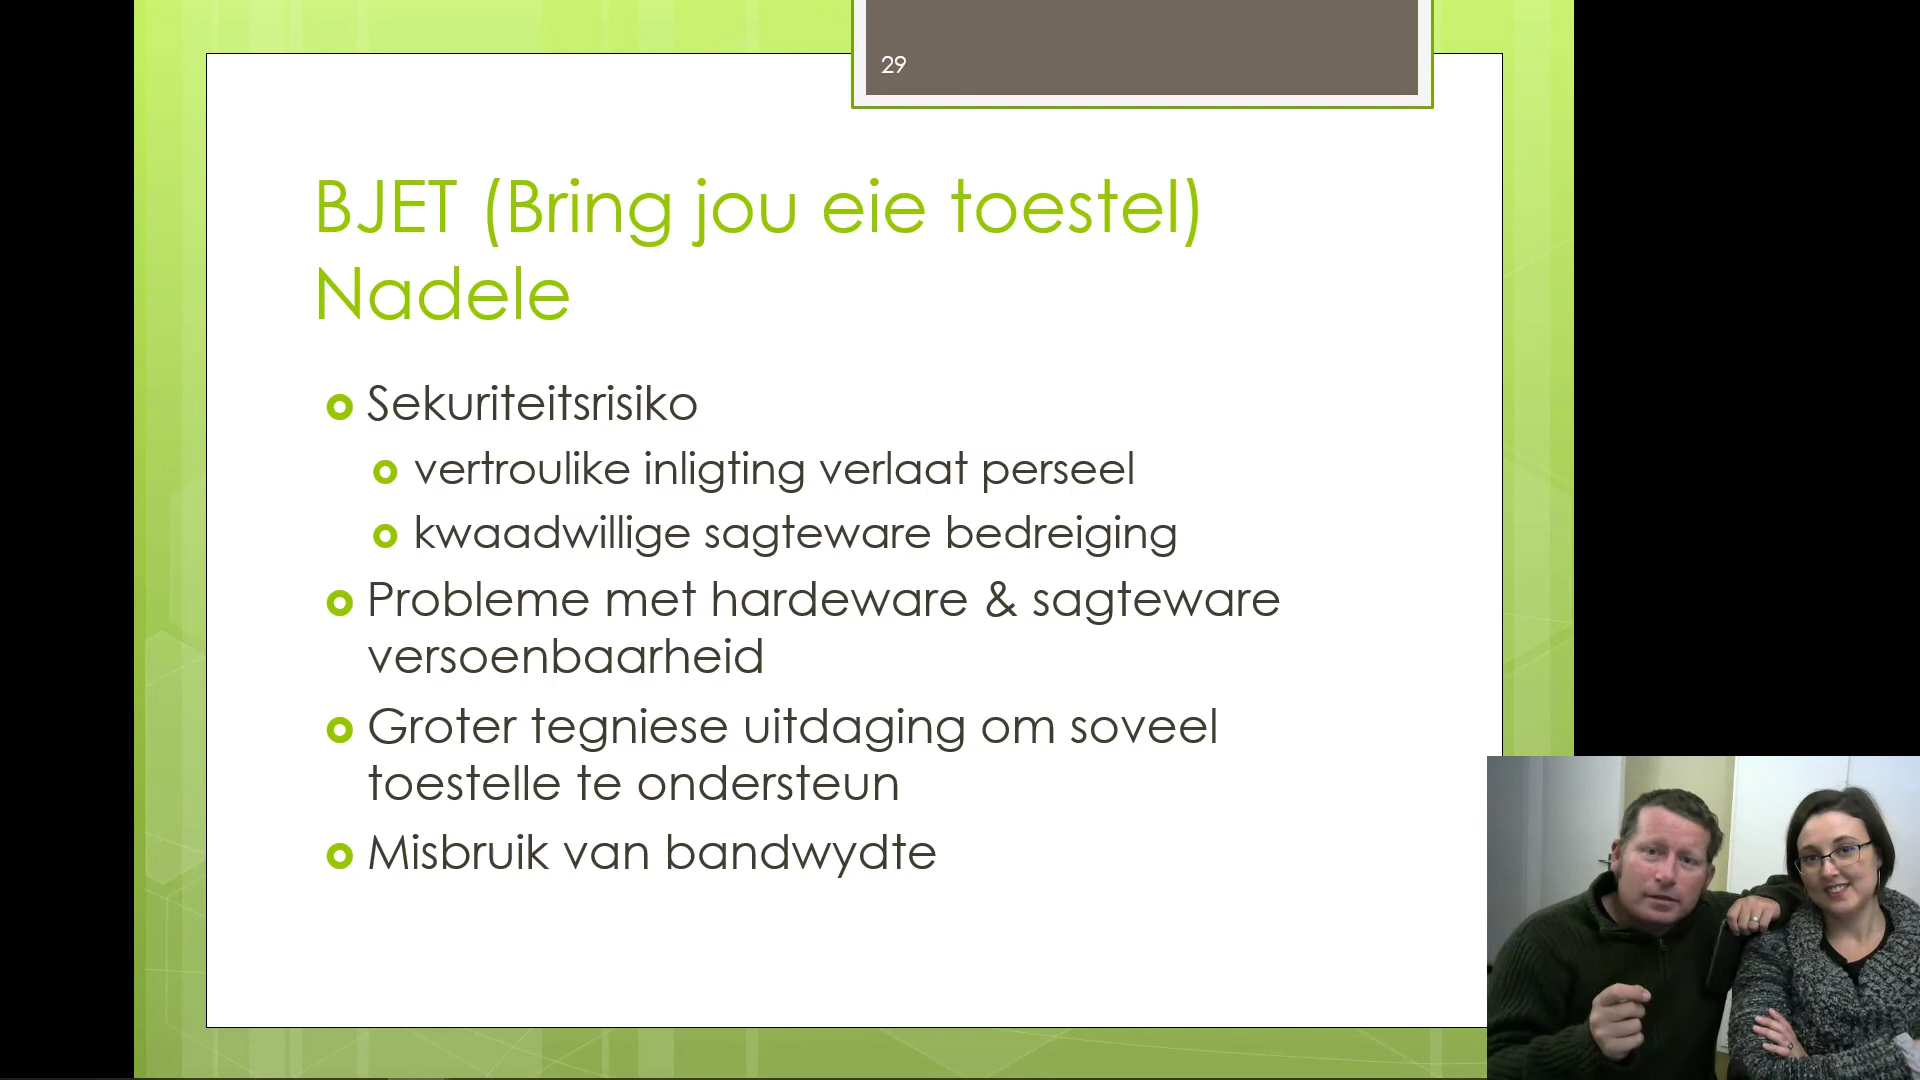 29
BJET (Bring jou eie toestel)
Nadele
Sekuriteitsrisiko
vertroulike inligting verlaat perseel
kwaadwillige sagteware bedreiging
Probleme met hardeware & sagteware
versoenbaarheid
Groter tegniese uitdaging om soveel
toestelle te ondersteun
Misbruik van bandwydte